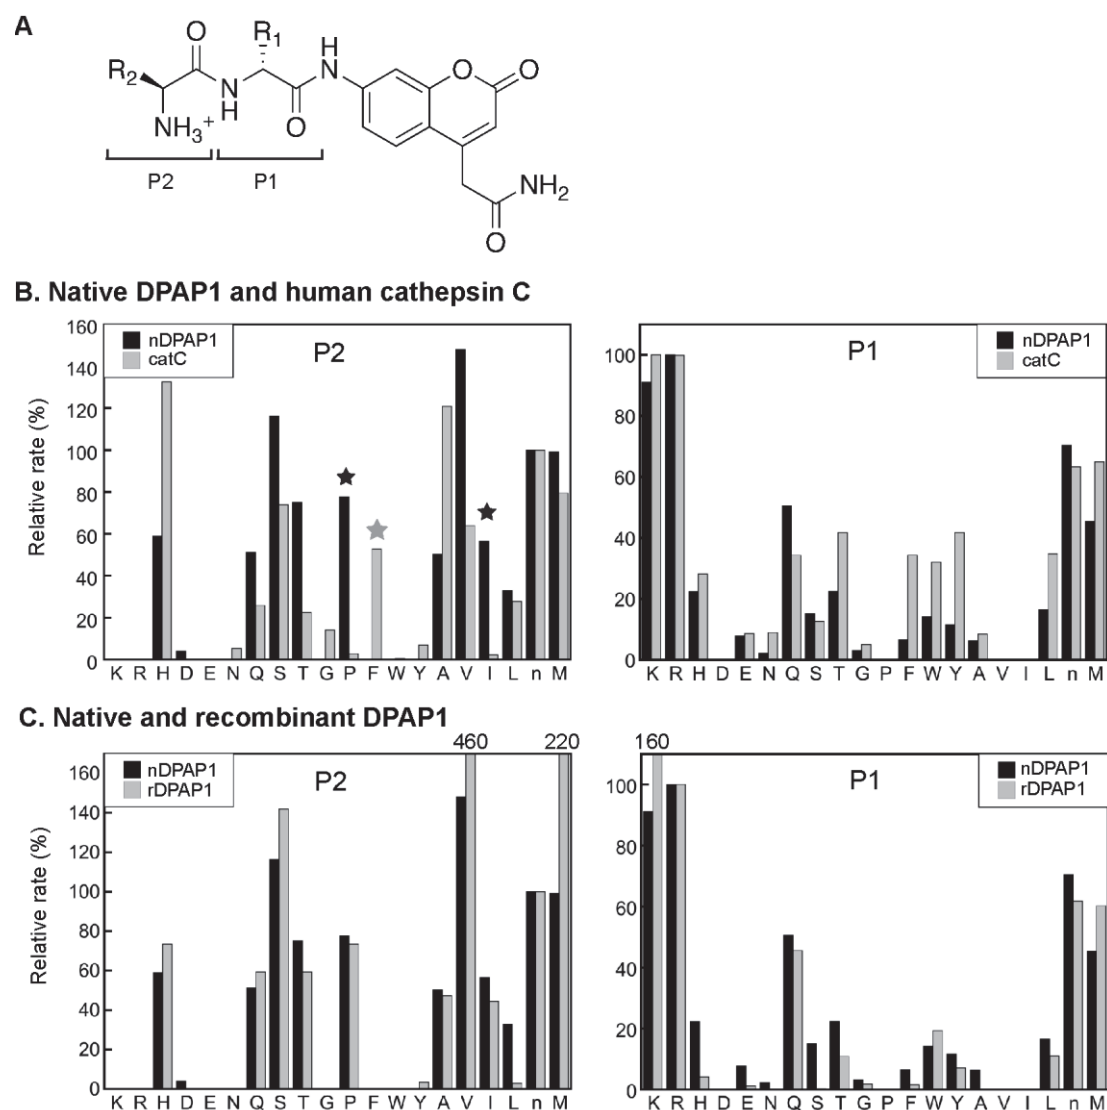 A
O R₁ H
R₂ N O O
N
H
NH₃⁺ O
P2 P1
NH₂
O
B. Native DPAP1 and human cathepsin C
160
140
120
100
80
60
40
20
0
Relative rate (%)
nDPAP1
catC
P2
K R H D E N Q S T G P F W Y A V I L n M
100
80
60
40
20
0
P1
nDPAP1
catC
K R H D E N Q S T G P F W Y A V I L n M
C. Native and recombinant DPAP1
460 220
160
140
120
100
80
60
40
20
0
Relative rate (%)
nDPAP1
rDPAP1
P2
K R H D E N Q S T G P F W Y A V I L n M
160
100
80
60
40
20
0
P1
nDPAP1
rDPAP1
K R H D E N Q S T G P F W Y A V I L n M